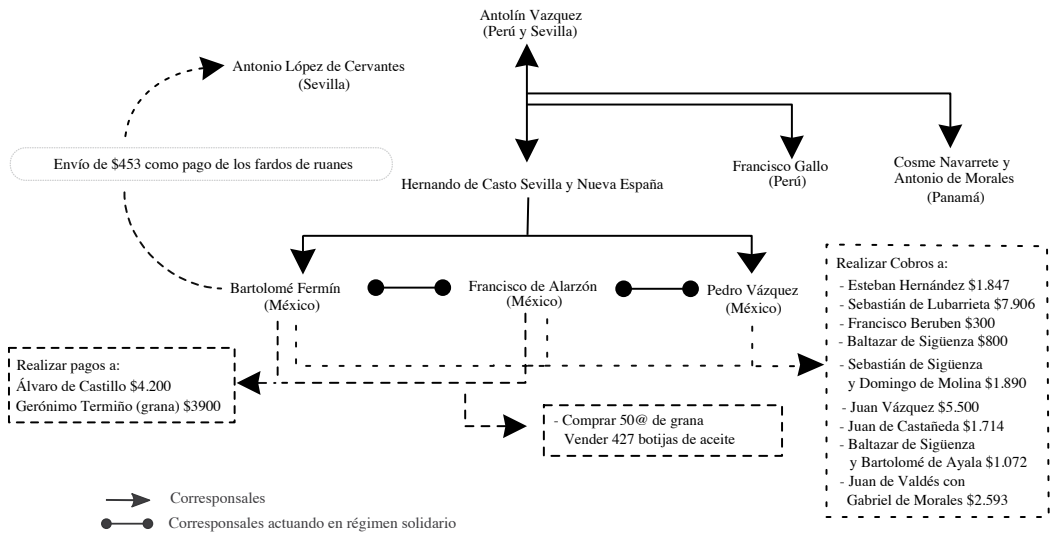 Antolín Vazquez
(Perú y Sevilla)
Antonio López de Cervantes
(Sevilla)
Envío de $453 como pago de los fardos de ruanes
Hernando de Casto Sevilla y Nueva España
Francisco Gallo
(Perú)
Cosme Navarrete y
Antonio de Morales
(Panamá)
Bartolomé Fermín
(México)
Francisco de Alarzón
(México)
Pedro Vázquez
(México)
Realizar Cobros a:
- Esteban Hernández $1.847
- Sebastián de Lubarrieta $7.906
- Francisco Beruben $300
- Baltazar de Sigüenza $800
- Sebastián de Sigüenza
y Domingo de Molina $1.890
- Juan Vázquez $5.500
- Juan de Castañeda $1.714
- Baltazar de Sigüenza
y Bartolomé de Ayala $1.072
- Juan de Valdés con
Gabriel de Morales $2.593
Realizar pagos a:
Álvaro de Castillo $4.200
Gerónimo Termiño (grana) $3900
- Comprar 50@ de grana
Vender 427 botijas de aceite
Corresponsales
Corresponsales actuando en régimen solidario